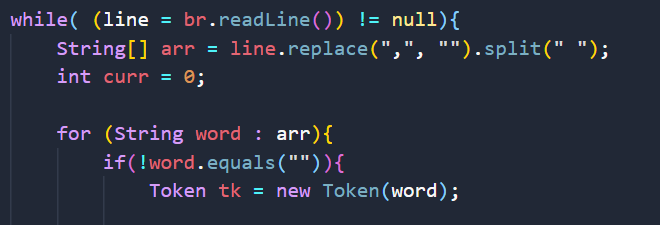 while( (line = br.readLine()) != null){
String[] arr = line.replace(",", "").split(" ");
int curr = 0;
for (String word : arr){
if(!word.equals("")){
Token tk = new Token(word);